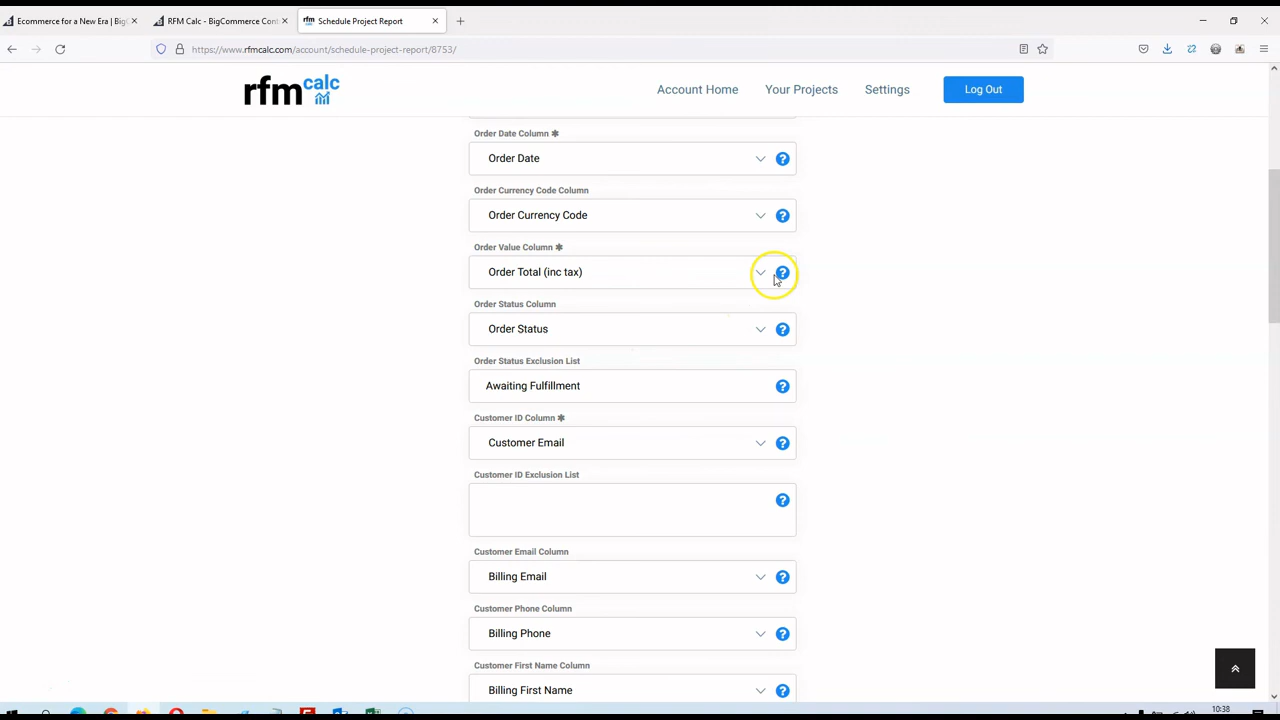 Ecommerce for a New Era | Big
RFM Calc - BigCommerce Cont
rfm calc
Schedule Project Report
https://www.rfmcalc.com/account/schedule-project-report/8753/
rfmcalc
Account Home
Your Projects
Settings
Log Out
Order Date Column ✱
Order Date
?
Order Currency Code Column
Order Currency Code
?
Order Value Column ✱
Order Total (inc tax)
?
Order Status Column
Order Status
?
Order Status Exclusion List
Awaiting Fulfillment
?
Customer ID Column ✱
Customer Email
?
Customer ID Exclusion List
?
Customer Email Column
Billing Email
?
Customer Phone Column
Billing Phone
?
Customer First Name Column
Billing First Name
?
10:38